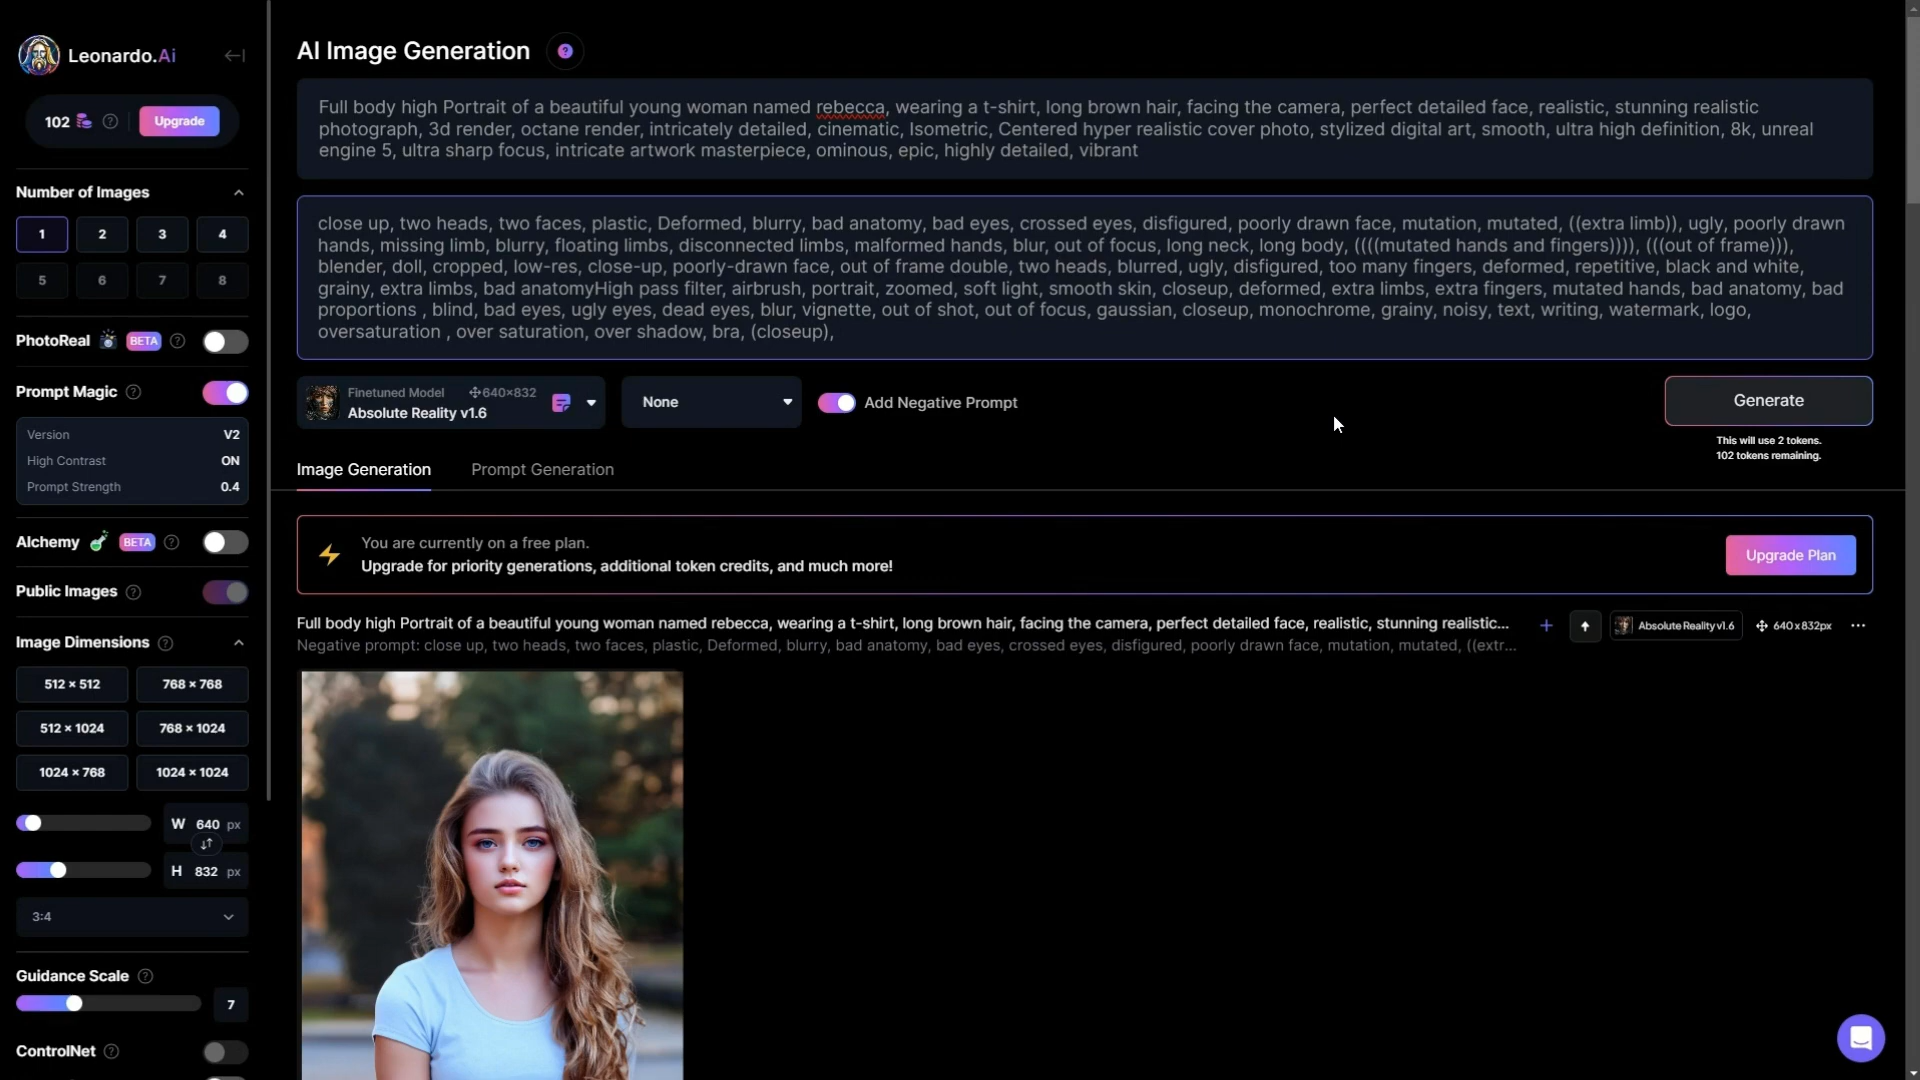 Leonardo.Ai
102
Upgrade
Number of Images
1 2 3 4
5 6 7 8
PhotoReal BETA
Prompt Magic
Version V2
High Contrast ON
Prompt Strength 0.4
Alchemy BETA
Public Images
Image Dimensions
512 × 512 768 × 768
512 × 1024 768 × 1024
1024 × 768 1024 × 1024
W 640 px
H 832 px
3:4
Guidance Scale
7
ControlNet
AI Image Generation
Full body high Portrait of a beautiful young woman named rebecca, wearing a t-shirt, long brown hair, facing the camera, perfect detailed face, realistic, stunning realistic
photograph, 3d render, octane render, intricately detailed, cinematic, Isometric, Centered hyper realistic cover photo, stylized digital art, smooth, ultra high definition, 8k, unreal
engine 5, ultra sharp focus, intricate artwork masterpiece, ominous, epic, highly detailed, vibrant
close up, two heads, two faces, plastic, Deformed, blurry, bad anatomy, bad eyes, crossed eyes, disfigured, poorly drawn face, mutation, mutated, ((extra limb)), ugly, poorly drawn
hands, missing limb, blurry, floating limbs, disconnected limbs, malformed hands, blur, out of focus, long neck, long body, ((((mutated hands and fingers)))), (((out of frame))),
blender, doll, cropped, low-res, close-up, poorly-drawn face, out of frame double, two heads, blurred, ugly, disfigured, too many fingers, deformed, repetitive, black and white,
grainy, extra limbs, bad anatomyHigh pass filter, airbrush, portrait, zoomed, soft light, smooth skin, closeup, deformed, extra limbs, extra fingers, mutated hands, bad anatomy, bad
proportions , blind, bad eyes, ugly eyes, dead eyes, blur, vignette, out of shot, out of focus, gaussian, closeup, monochrome, grainy, noisy, text, writing, watermark, logo,
oversaturation , over saturation, over shadow, bra, (closeup),
Finetuned Model 640×832
Absolute Reality v1.6
None
Add Negative Prompt
Generate
This will use 2 tokens.
102 tokens remaining.
Image Generation Prompt Generation
You are currently on a free plan.
Upgrade for priority generations, additional token credits, and much more!
Upgrade Plan
Full body high Portrait of a beautiful young woman named rebecca, wearing a t-shirt, long brown hair, facing the camera, perfect detailed face, realistic, stunning realistic...
Negative prompt: close up, two heads, two faces, plastic, Deformed, blurry, bad anatomy, bad eyes, crossed eyes, disfigured, poorly drawn face, mutation, mutated, ((extr...
Absolute Reality v1.6
640 x 832px